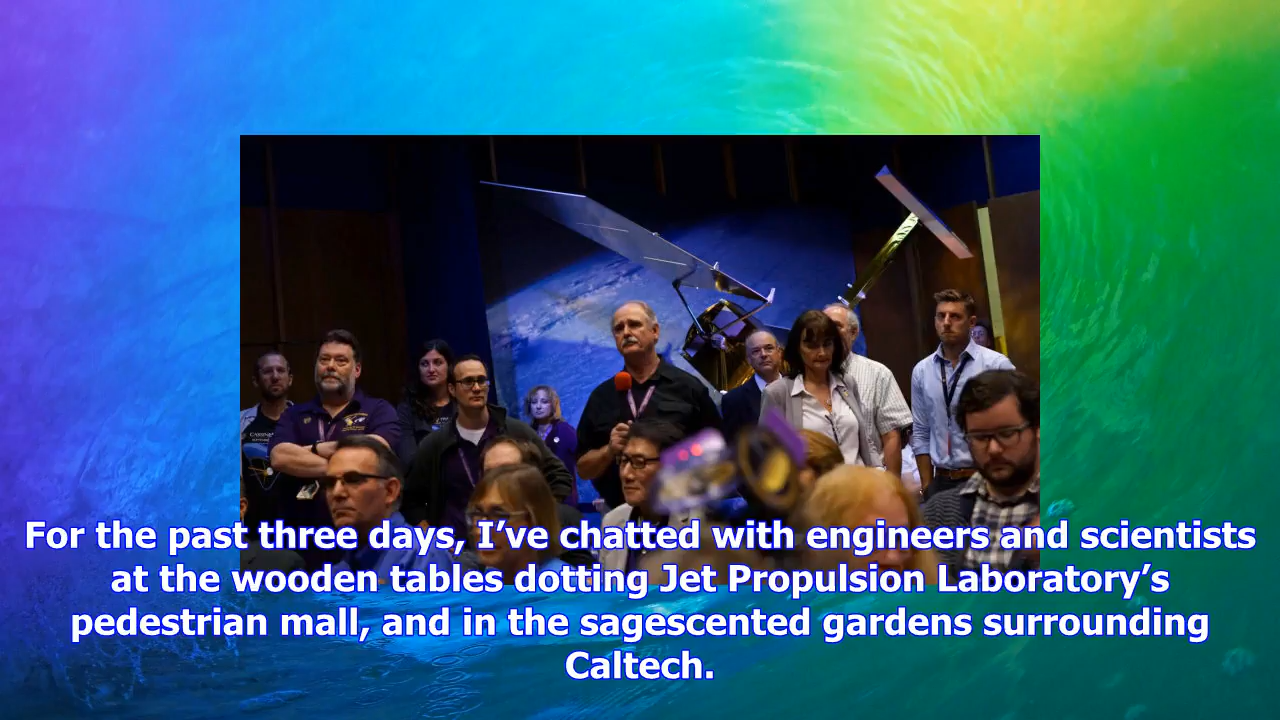 For the past three days, I’ve chatted with engineers and scientists
at the wooden tables dotting Jet Propulsion Laboratory’s
pedestrian mall, and in the sagescented gardens surrounding
Caltech.